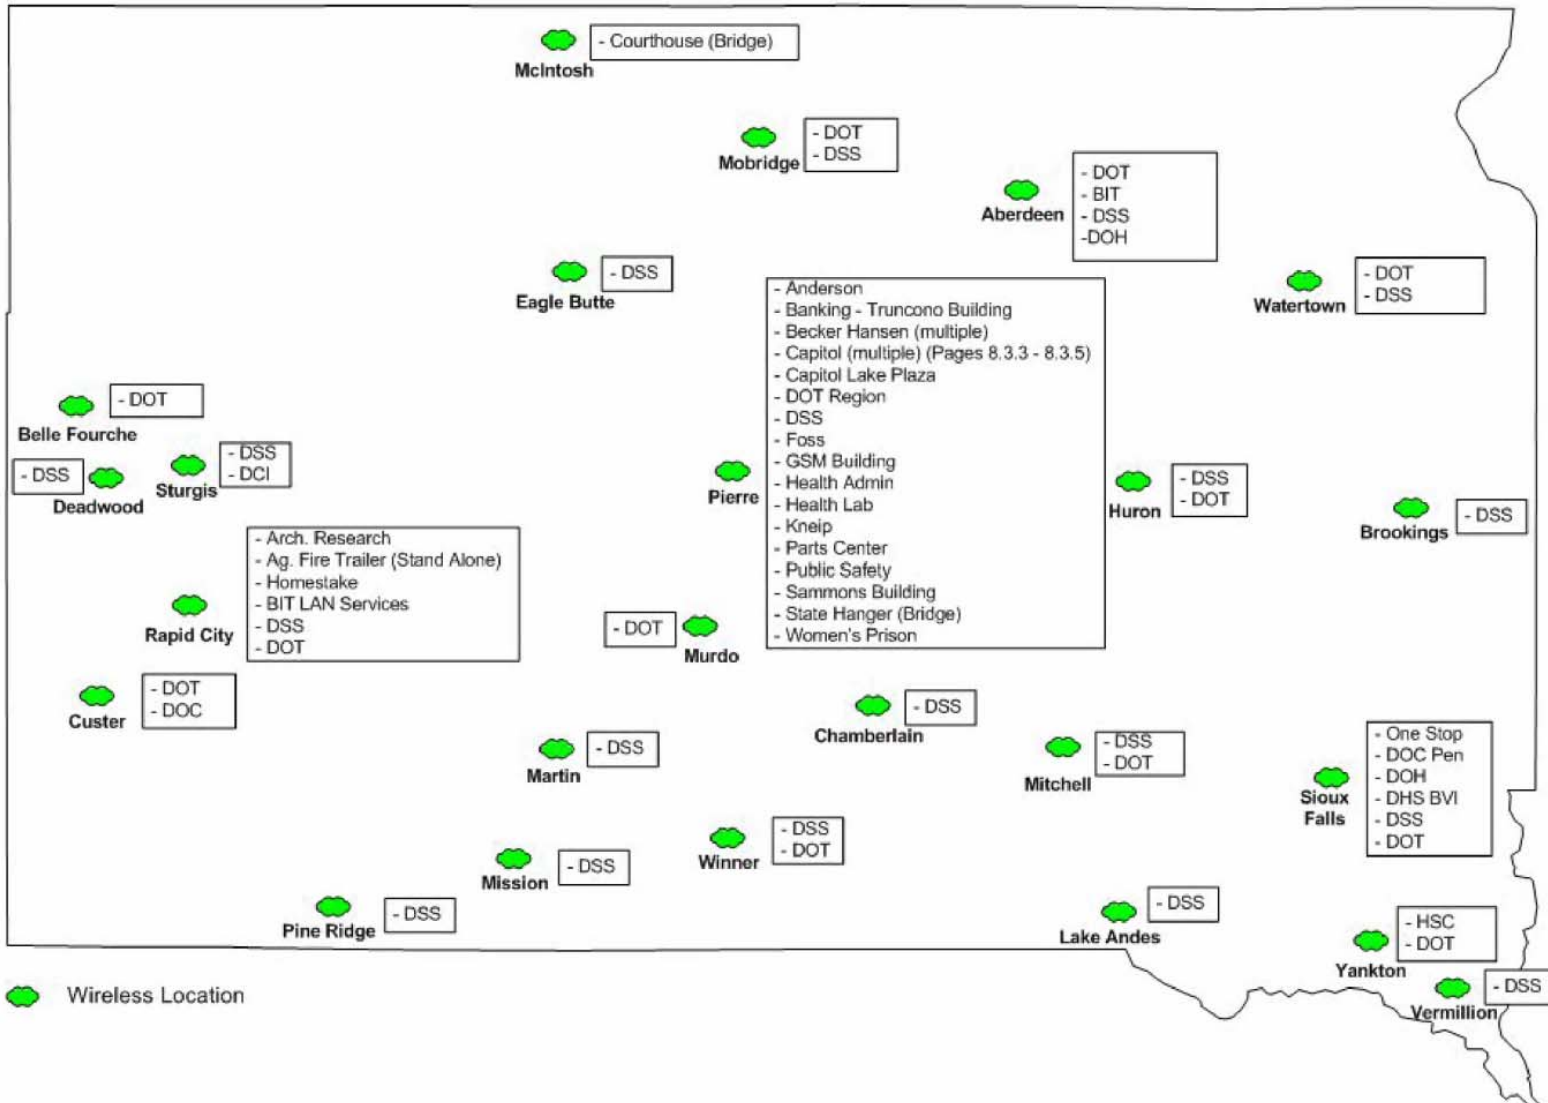 - Courthouse (Bridge)
McIntosh
- DOT
- DSS
Mobridge
- DOT
- BIT
- DSS
-DOH
Aberdeen
- DSS
Eagle Butte
- DOT
- DSS
Watertown
- Anderson
- Banking - Truncono Building
- Becker Hansen (multiple)
- Capitol (multiple) (Pages 8.3.3 - 8.3.5)
- Capitol Lake Plaza
- DOT Region
- DSS
- Foss
- GSM Building
- Health Admin
- Health Lab
- Kneip
- Parts Center
- Public Safety
- Sammons Building
- State Hanger (Bridge)
- Women's Prison
Pierre
- DOT
Belle Fourche
- DSS
Deadwood
- DSS
- DCI
Sturgis
- DSS
- DOT
Huron
- DSS
Brookings
- Arch. Research
- Ag. Fire Trailer (Stand Alone)
- Homestake
- BIT LAN Services
- DSS
- DOT
Rapid City
- DOT
Murdo
- DOT
- DOC
Custer
- DSS
Chamberlain
- DSS
Martin
- DSS
- DOT
Mitchell
- One Stop
- DOC Pen
- DOH
- DHS BVI
- DSS
- DOT
Sioux
Falls
- DSS
- DOT
Winner
- DSS
Mission
- DSS
Pine Ridge
- DSS
Lake Andes
- HSC
- DOT
Yankton
- DSS
Vermillion
Wireless Location